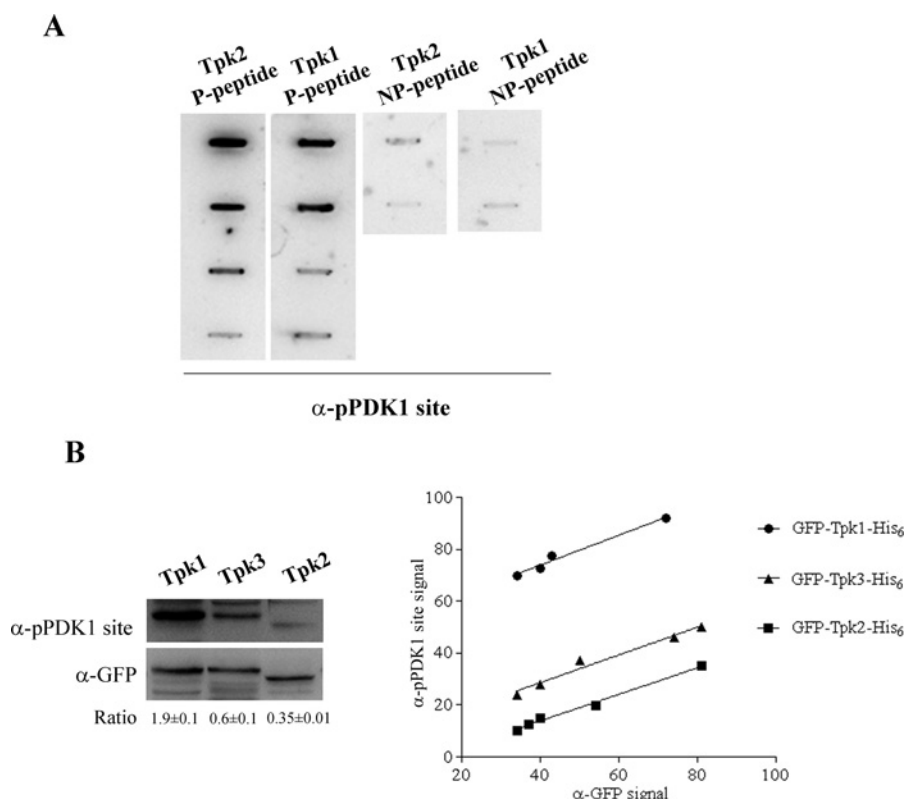 A
Tpk2
P-peptide
Tpk1
P-peptide
Tpk2
NP-peptide
Tpk1
NP-peptide
α-pPDK1 site
B
Tpk1
Tpk3
Tpk2
α-pPDK1 site
α-GFP
Ratio 1.9±0.1 0.6±0.1 0.35±0.01
α-pPDK1 site signal
100
80
60
40
20
0
20 40 60 80 100
α-GFP signal
GFP-Tpk1-His₆
GFP-Tpk3-His₆
GFP-Tpk2-His₆